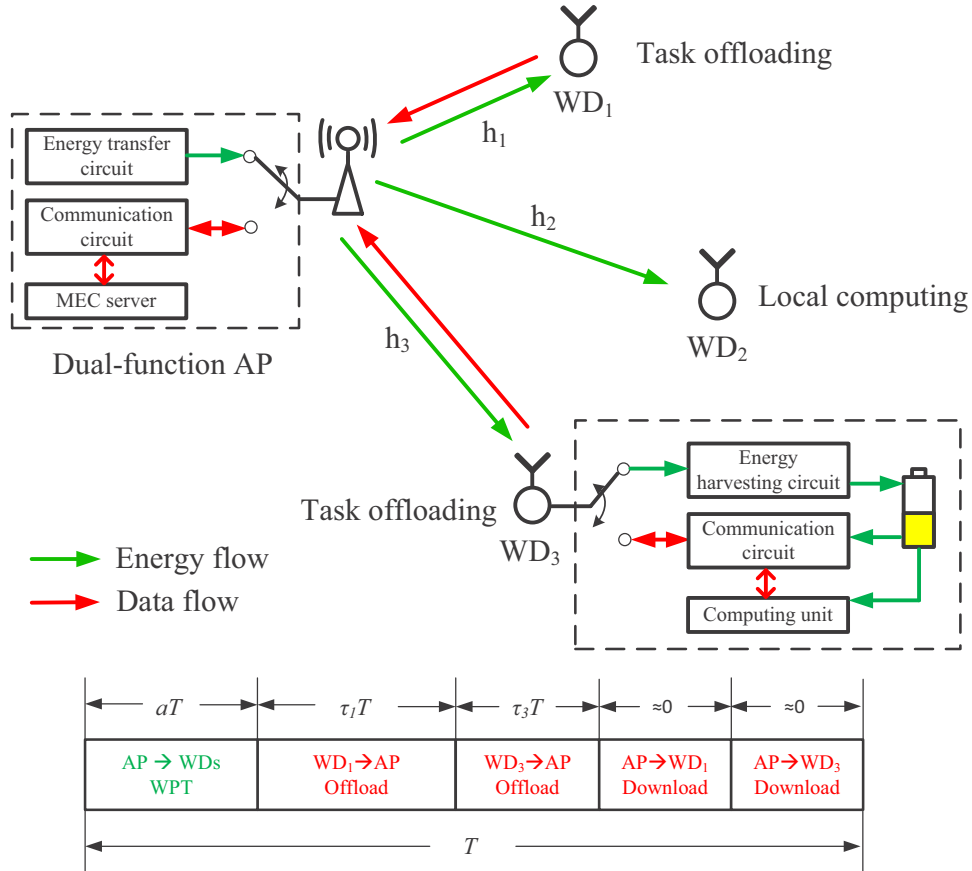 Task offloading
WD₁
h₁
Energy transfer
circuit
Communication
circuit
MEC server
Dual-function AP
h₂
Local computing
WD₂
h₃
Task offloading
WD₃
Energy
harvesting circuit
Communication
circuit
Computing unit
Energy flow
Data flow
aT
τ₁T
τ₃T
≈0
≈0
AP → WDs
WPT
WD₁→AP
Offload
WD₃→AP
Offload
AP→WD₁
Download
AP→WD₃
Download
T